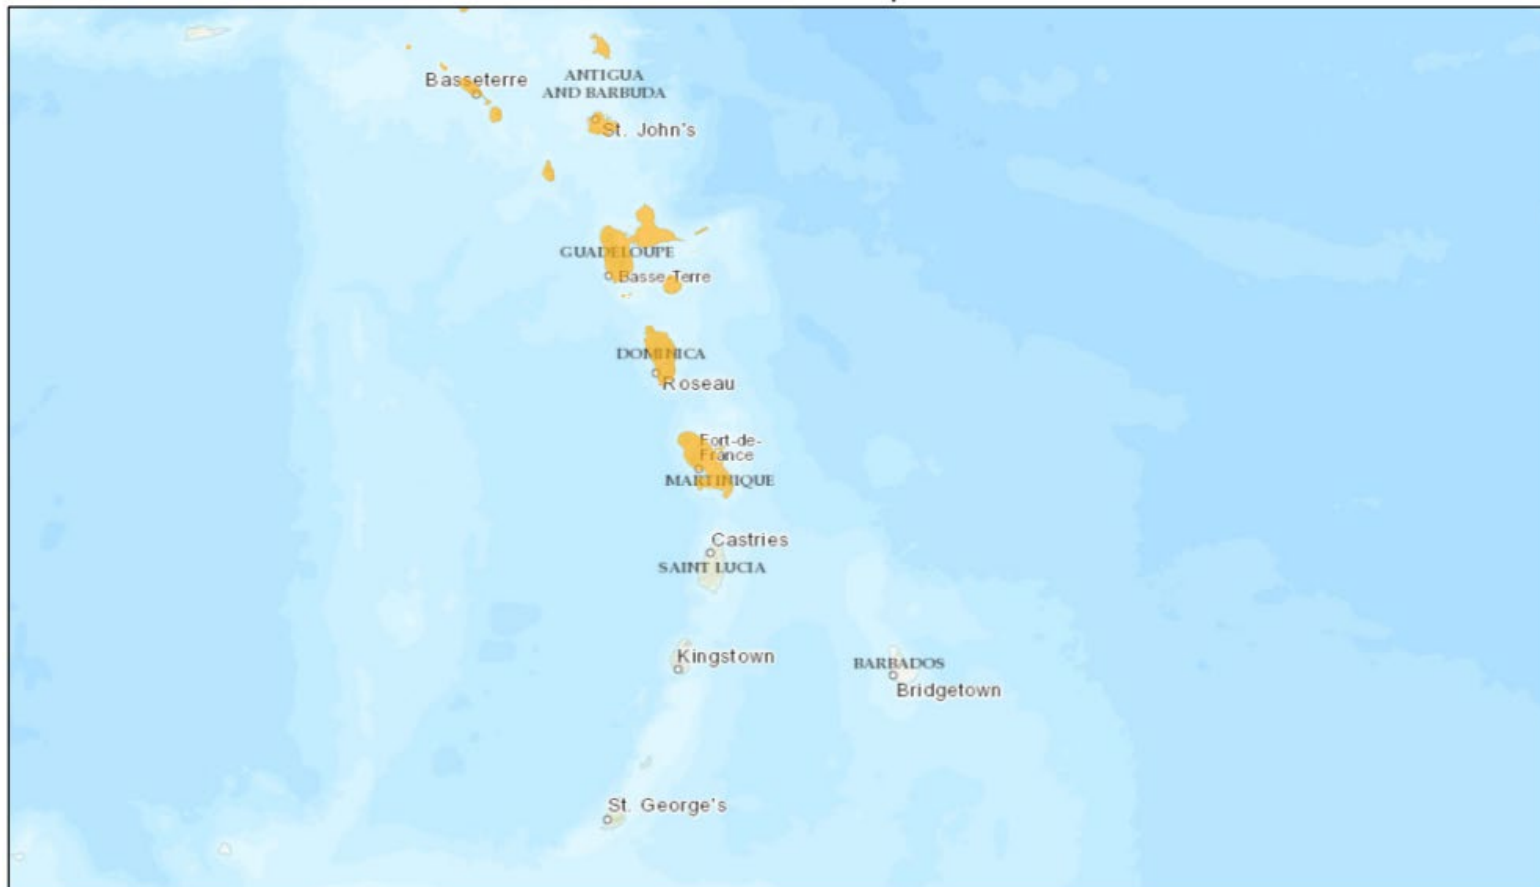 Basseterre
ANTIGUA
AND BARBUDA
St. John's
GUADELOUPE
Basse-Terre
DOMINICA
Roseau
Fort-de-
France
MARTINIQUE
Castries
SAINT LUCIA
Kingstown
BARBADOS
Bridgetown
St. George's